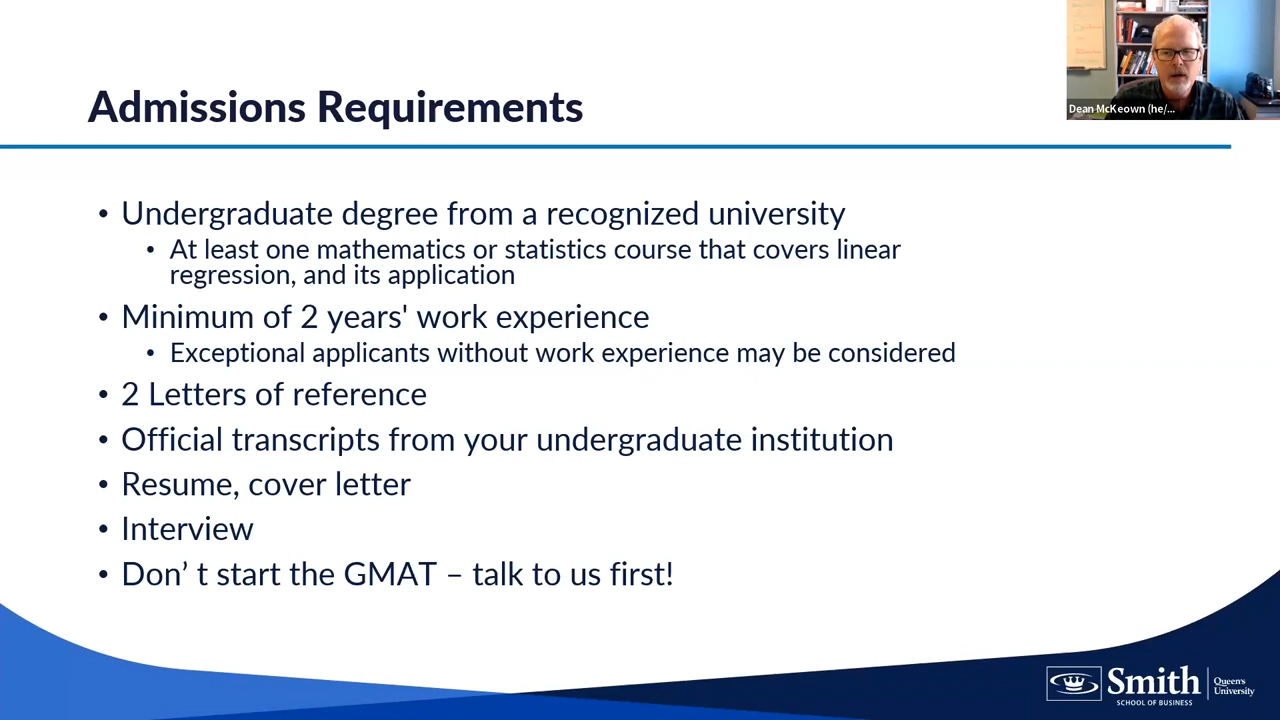 Admissions Requirements
Dean McKeown (he/...
• Undergraduate degree from a recognized university
• At least one mathematics or statistics course that covers linear
regression, and its application
• Minimum of 2 years' work experience
• Exceptional applicants without work experience may be considered
• 2 Letters of reference
• Official transcripts from your undergraduate institution
• Resume, cover letter
• Interview
• Don’ t start the GMAT – talk to us first!
Smith
SCHOOL OF BUSINESS
Queen's
University